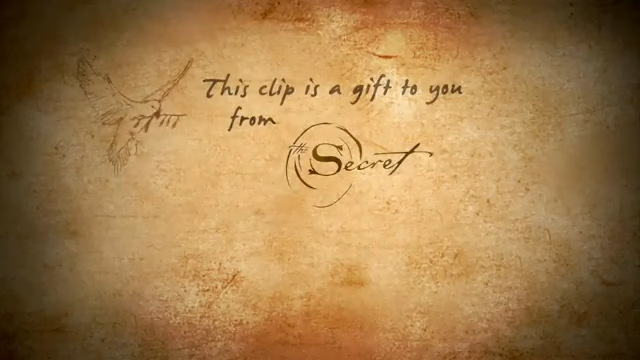 This clip is a gift to you
from
the Secret